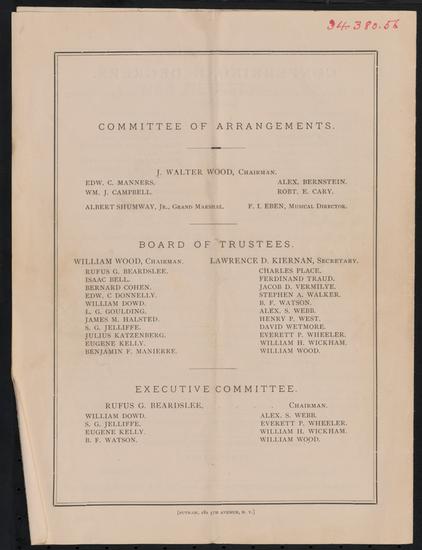 34.380.56
COMMITTEE OF ARRANGEMENTS.
J. WALTER WOOD, CHAIRMAN.
EDW. C. MANNERS. ALEX. BERNSTEIN.
WM. J. CAMPBELL. ROBT. E. CARY.
ALBERT SHUMWAY, JR., GRAND MARSHAL. F. I. EBEN, MUSICAL DIRECTOR.
BOARD OF TRUSTEES.
WILLIAM WOOD, CHAIRMAN. LAWRENCE D. KIERNAN, SECRETARY.
RUFUS G. BEARDSLEE. CHARLES PLACE.
ISAAC BELL. FERDINAND TRAUD.
BERNARD COHEN. JACOB D. VERMILYE.
EDW. C DONNELLY. STEPHEN A. WALKER.
WILLIAM DOWD. B. F. WATSON.
L. G. GOULDING. ALEX. S. WEBB.
JAMES M. HALSTED. HENRY P. WEST.
S. G. JELLIFFE. DAVID WETMORE.
JULIUS KATZENBERG. EVERETT P. WHEELER.
EUGENE KELLY. WILLIAM H. WICKHAM.
BENJAMIN F. MANIERRE. WILLIAM WOOD.
EXECUTIVE COMMITTEE.
RUFUS G. BEARDSLEE, . . . CHAIRMAN.
WILLIAM DOWD. ALEX. S. WEBB.
S. G. JELLIFFE. EVERETT P. WHEELER.
EUGENE KELLY. WILLIAM H. WICKHAM.
B. F. WATSON. WILLIAM WOOD.
[PUTNAM, 182 5TH AVENUE, N. Y.]